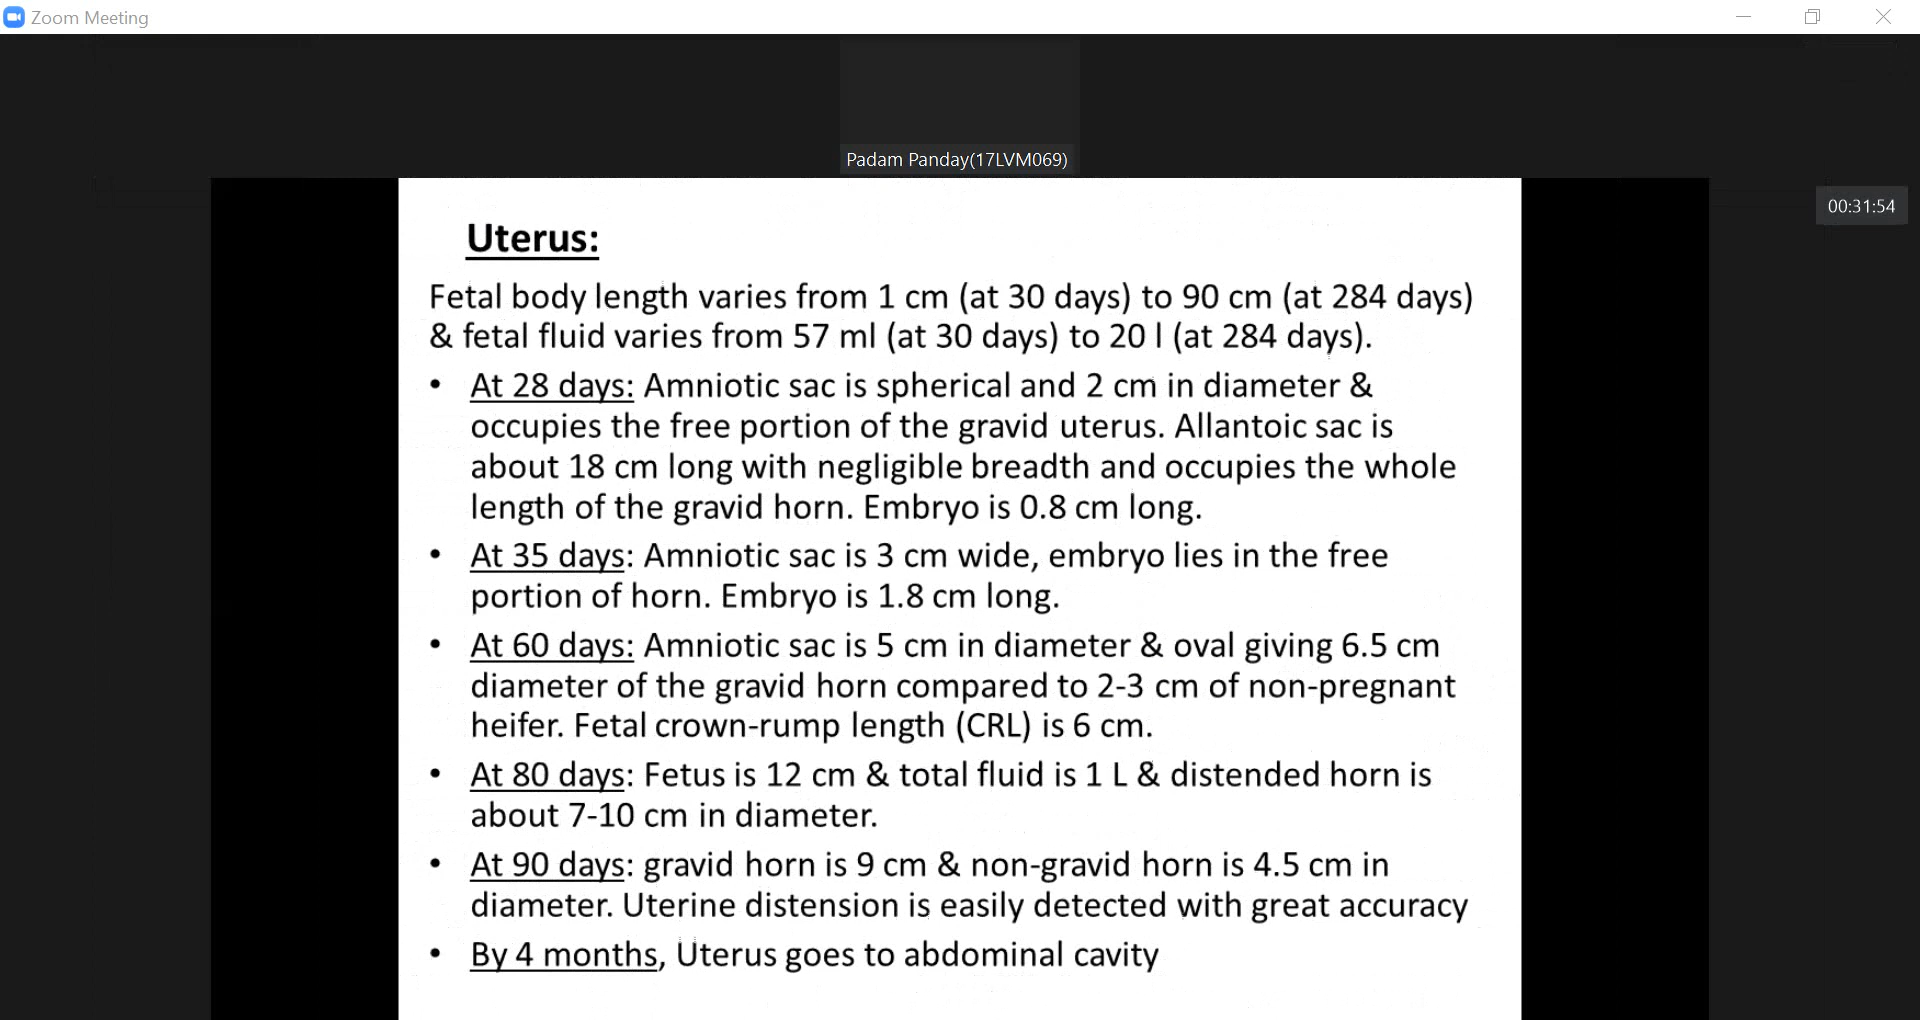 Zoom Meeting
Padam Panday(17LVM069)
00:31:54
Uterus:
Fetal body length varies from 1 cm (at 30 days) to 90 cm (at 284 days)
& fetal fluid varies from 57 ml (at 30 days) to 20 l (at 284 days).
• At 28 days: Amniotic sac is spherical and 2 cm in diameter &
occupies the free portion of the gravid uterus. Allantoic sac is
about 18 cm long with negligible breadth and occupies the whole
length of the gravid horn. Embryo is 0.8 cm long.
• At 35 days: Amniotic sac is 3 cm wide, embryo lies in the free
portion of horn. Embryo is 1.8 cm long.
• At 60 days: Amniotic sac is 5 cm in diameter & oval giving 6.5 cm
diameter of the gravid horn compared to 2-3 cm of non-pregnant
heifer. Fetal crown-rump length (CRL) is 6 cm.
• At 80 days: Fetus is 12 cm & total fluid is 1 L & distended horn is
about 7-10 cm in diameter.
• At 90 days: gravid horn is 9 cm & non-gravid horn is 4.5 cm in
diameter. Uterine distension is easily detected with great accuracy
• By 4 months, Uterus goes to abdominal cavity